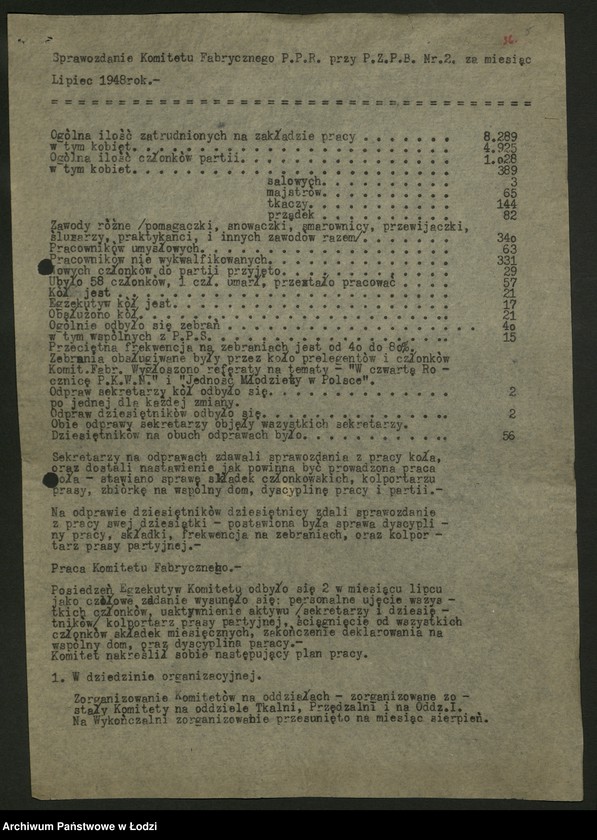 36.
Sprawozdanie Komitetu Fabrycznego P.P.R. przy P.Z.P.B. Nr.2. za miesiąc
Lipiec 1948rok.-
= = = = = = = = = = = = = = = = = = = = = = = = = = = = = = = = = = = =
Ogólna ilość zatrudnionych na zakładzie pracy . . . . . . . 8.289
w tym kobiet. . . . . . . . . . . . . . . . . . . . . . . . 4.925
Ogólna ilość członków partii. . . . . . . . . . . . . . . . 1.o28
w tym kobiet. . . . . . . . . . . . . . . . . . . . . . . . 389
salowych. . . . . . . . . 3
majstrów. . . . . . . . . 65
tkaczy. . . . . . . . . . 144
prządek . . . . . . . . . 82
Zawody różne /pomagaczki, snowaczki, smarownicy, przewijaczki,
ślusarzy, praktykanci, i innych zawodów razem/. . . . . . . 34o
Pracowników umysłowych. . . . . . . . . . . . . . . . . . . 63
Pracowników nie wykwalfikowanych. . . . . . . . . . . . . . 331
owych członków do partii przyjęto. . . . . . . . . . . . . 29
Ubyło 58 członków, 1 czł. umarł, przestało pracować . . . . 57
Kół jest . . . . . . . . . . . . . . . . . . . . . . . . . 21
Egzekutyw kół jest. . . . . . . . . . . . . . . . . . . . . 17
Obsłużono kół. . . . . . . . . . . . . . . . . . . . . . . 21
Ogólnie odbyło się zebrań . . . . . . . . . . . . . . . . . 4o
w tym wspólnych z P.P.S. . . . . . . . . . . . . . . . . . 15
Przeciętna frekwencja na zebraniach jest od 4o do 8o%.
Zebrania obsługiwane były przez koło prelegentów i członków
Komit.Fabr. Wygłoszono referaty na tematy - "W czwartą Ro -
cznicę P.K.W.N." i "Jedność Młodzieży w Polsce".
Odpraw sekretarzy kół odbyło się. . . . . . . . . . . . . . 2
po jednej dla każdej zmiany.
Odpraw dziesiętników odbyło się. . . . . . . . . . . . . . 2
Obie odprawy sekretarzy objęły wszystkich sekretarzy.
Dziesiętników na obuch odprawach było. . . . . . . . . . . 56
Sekretarzy na odprawach zdawali sprawozdania z pracy koła,
oraz dostali nastawienie jak powinna być prowadzona praca
oła - stawiano sprawę składek członkowskich, kolportarzu
prasy, zbiórkę na wspólny dom, dyscyplinę pracy i partii.-
Na odprawie dziesiętników dziesiętnicy zdali sprawozdanie
z pracy swej dziesiątki - postawiona była sprawa dyscypli -
ny pracy, składki, frekwencja na zebraniach, oraz kolpor -
tarz prasy partyjnej.-
Praca Komitetu Fabrycznego.-
Posiedzeń Egzekutyw Komitetu odbyło się 2 w miesiącu lipcu
jako czołowe zadanie wysunęło się: personalne ujęcie wszys -
tkich członków, uaktywnienie aktywu /sekretarzy i dziesię -
tników/ kolportarz prasy partyjnej, ściągnięcie od wszystkich
członków składek miesięcznych, zakończenie deklarowania na
wspólny dom, oraz dyscyplina paracy.-
Komitet nakreślił sobie następujący plan pracy.
1. W dziedzinie organizacyjnej.
Zorganizowanie Komitetów na oddziałach - zorganizowane zo -
stały Komitety na oddziele Tkalni, Przędzalni i na Oddz.I.
Na Wykończalni zorganizowanie przesunięto na miesiąc sierpień.
Archiwum Państwowe w Łodzi